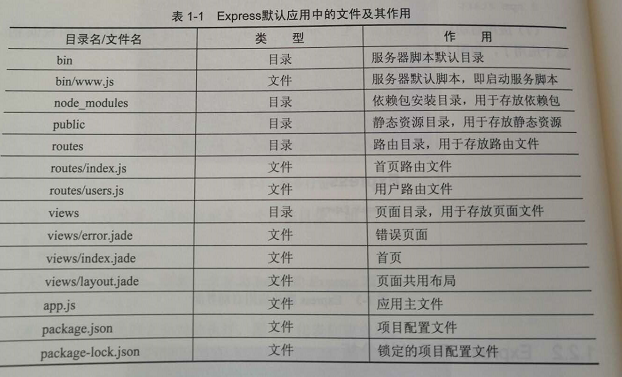 表 1-1 Express默认应用中的文件及其作用
目录名/文件名 类 型 作 用
bin 目录 服务器脚本默认目录
bin/www.js 文件 服务器默认脚本，即启动服务脚本
node_modules 目录 依赖包安装目录，用于存放依赖包
public 目录 静态资源目录，用于存放静态资源
routes 目录 路由目录，用于存放路由文件
routes/index.js 文件 首页路由文件
routes/users.js 文件 用户路由文件
views 目录 页面目录，用于存放页面文件
views/error.jade 文件 错误页面
views/index.jade 文件 首页
views/layout.jade 文件 页面共用布局
app.js 文件 应用主文件
package.json 文件 项目配置文件
package-lock.json 文件 锁定的项目配置文件